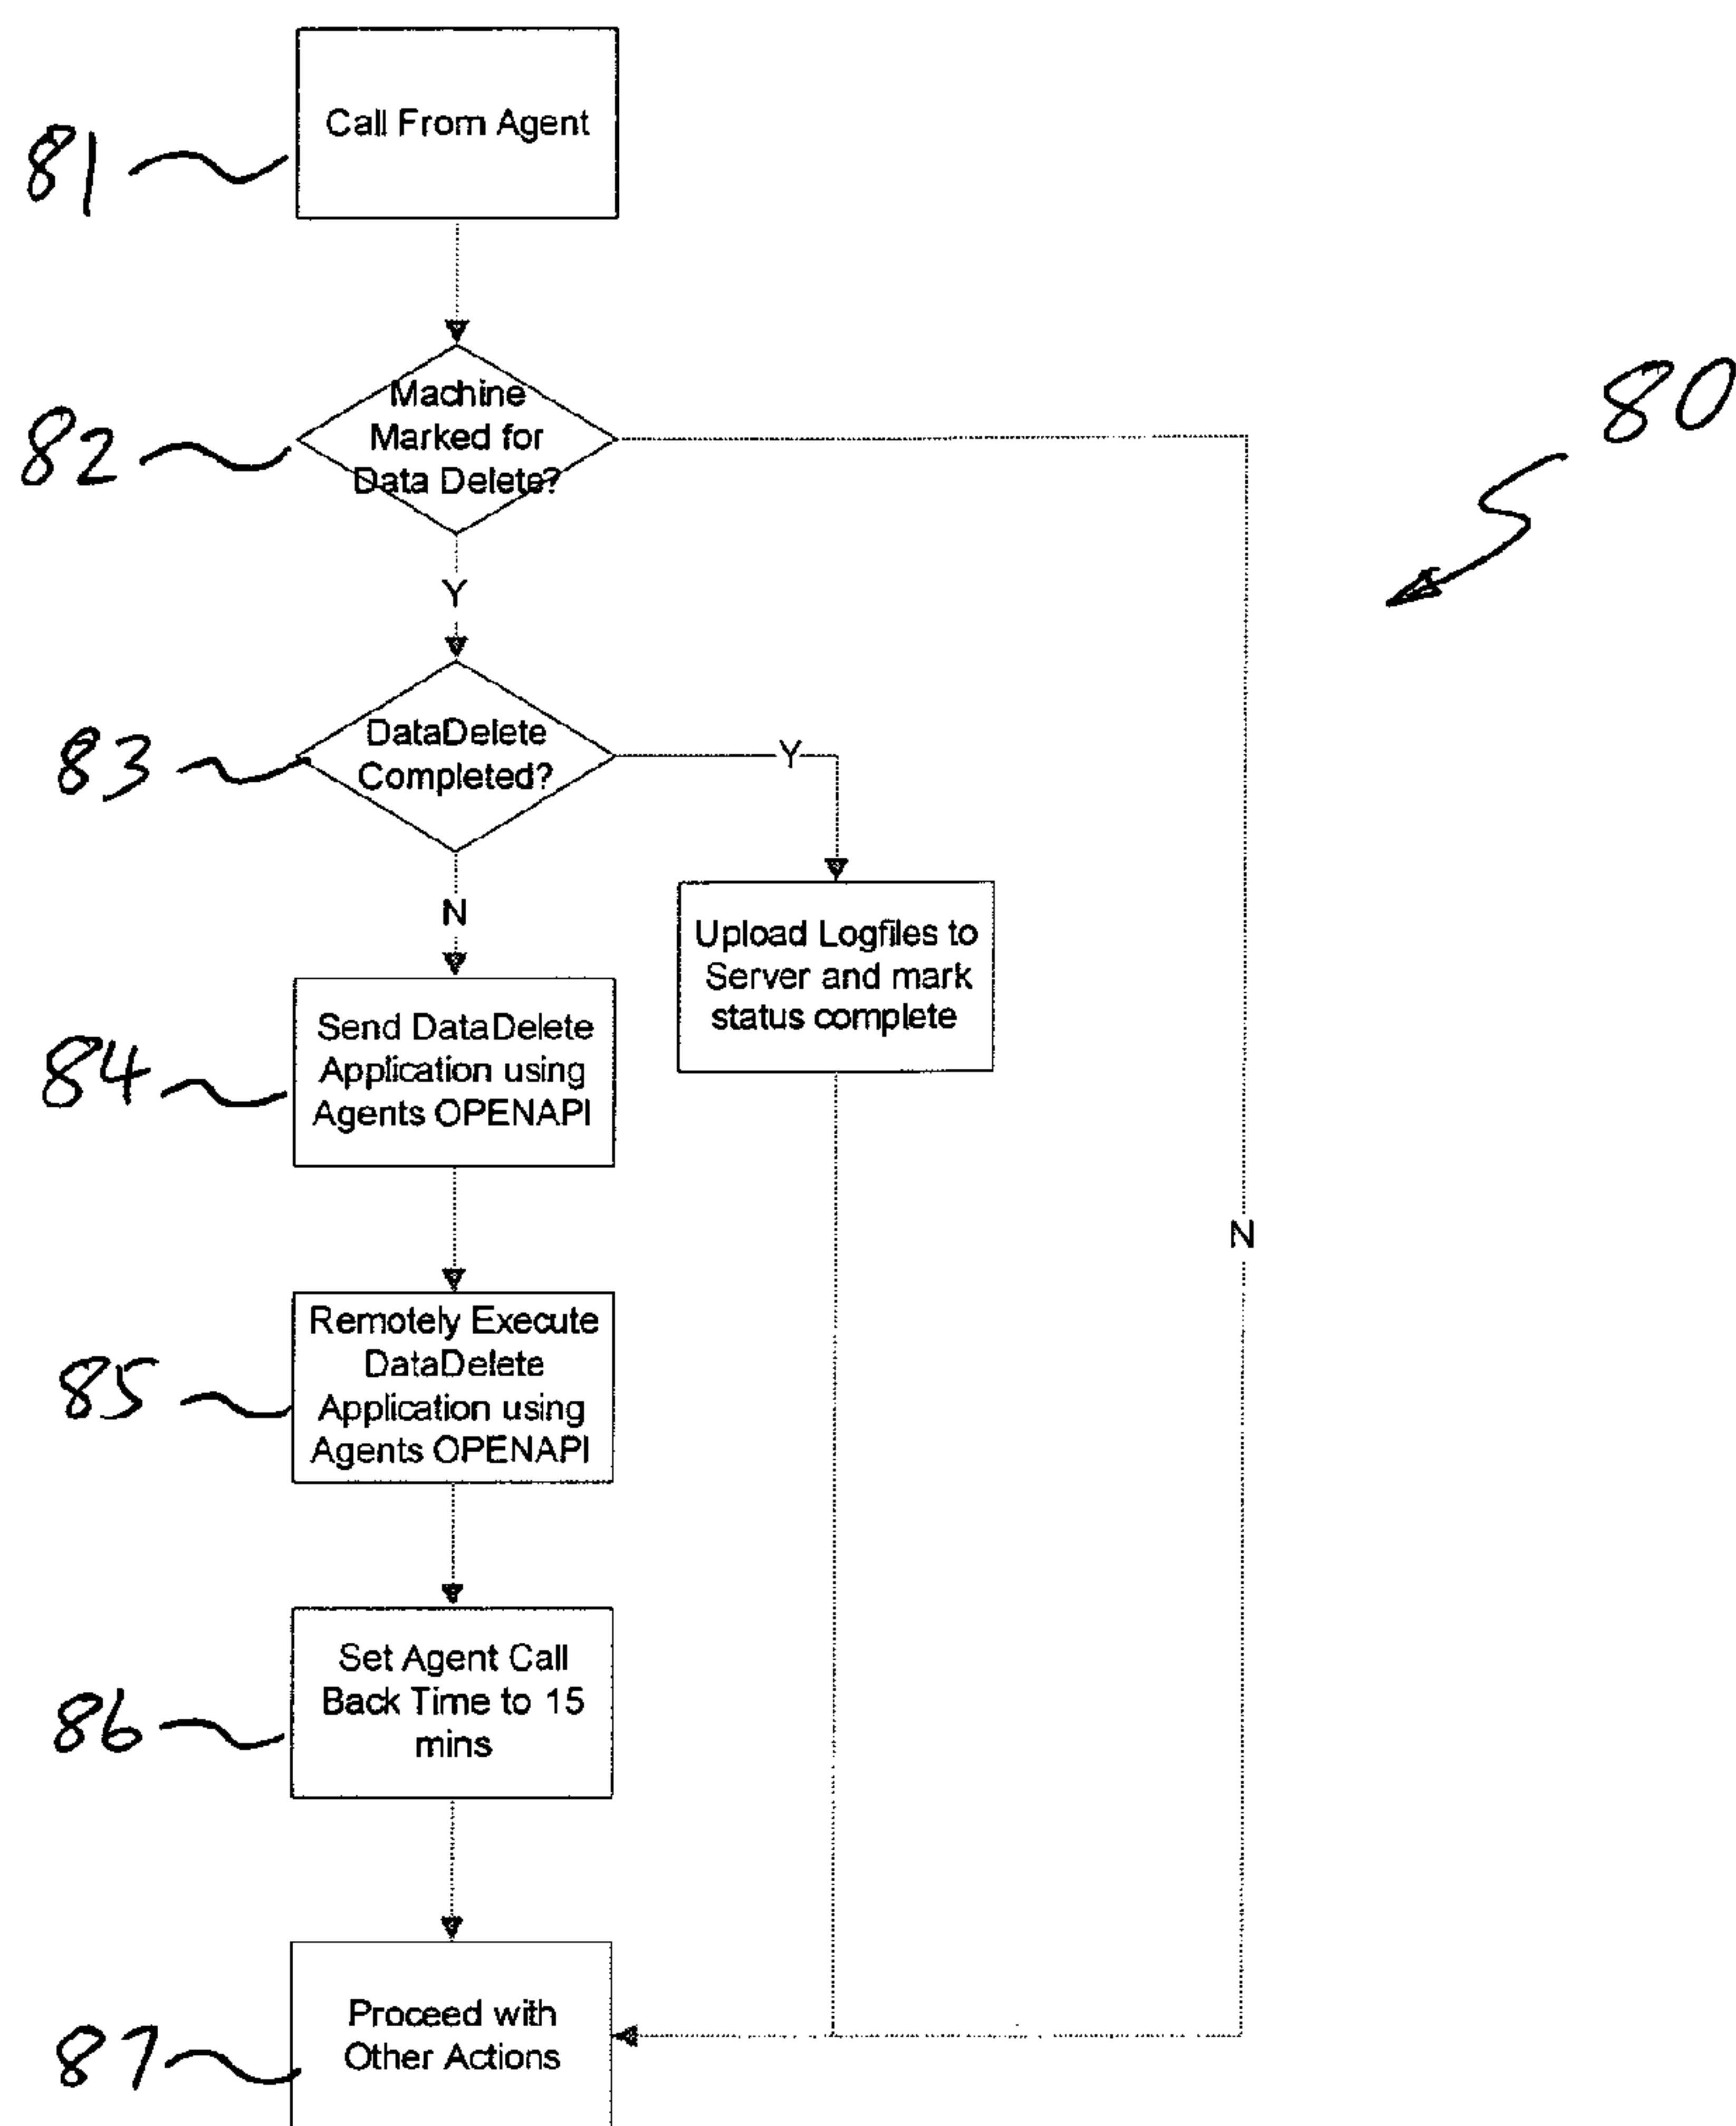 Call From Agent
81
Machine
Marked for
Data Delete?
82
80
Y
DataDelete
Completed?
83
Y
N
Upload Logfiles to
Server and mark
status complete
Send DataDelete
Application using
Agents OPENAPI
84
N
Remotely Execute
DataDelete
Application using
Agents OPENAPI
85
Set Agent Call
Back Time to 15
mins
86
Proceed with
Other Actions
87